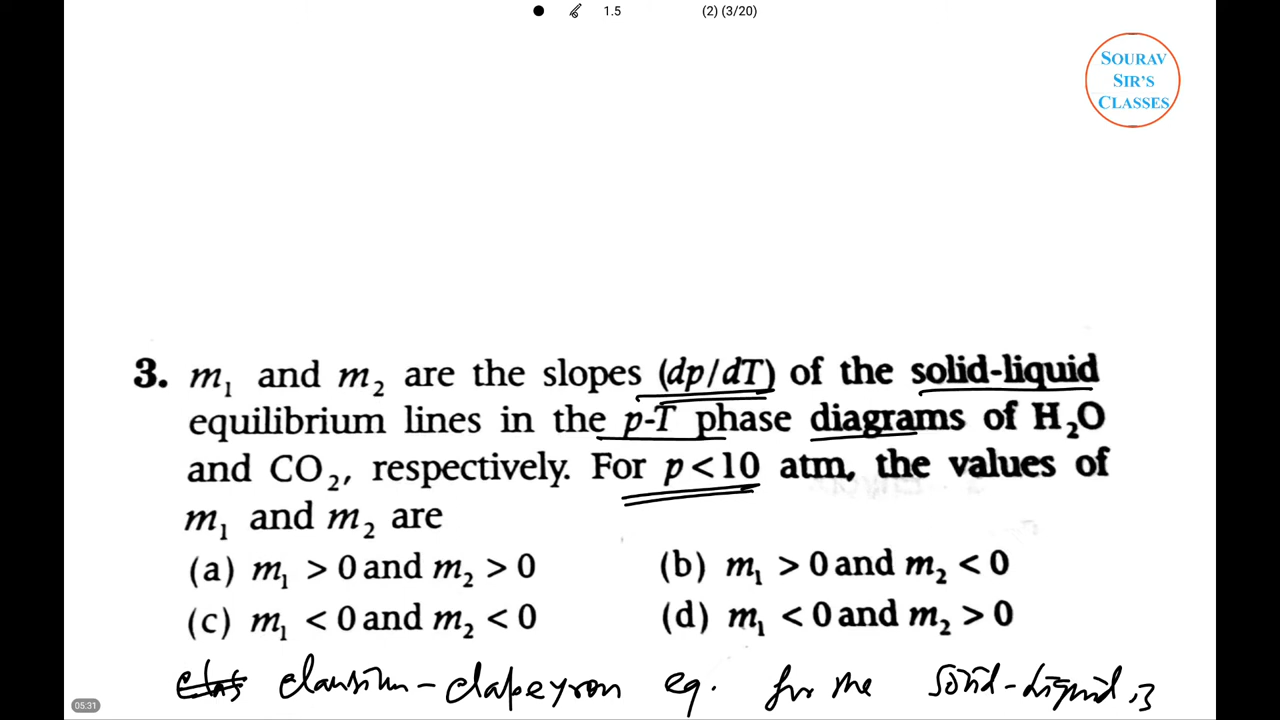 1.5 (2) (3/20)
SOURAV
SIR'S
CLASSES
3. m₁ and m₂ are the slopes (dp/dT) of the solid-liquid
equilibrium lines in the p-T phase diagrams of H₂O
and CO₂, respectively. For p < 10 atm, the values of
m₁ and m₂ are
(a) m₁ > 0 and m₂ > 0 (b) m₁ > 0 and m₂ < 0
(c) m₁ < 0 and m₂ < 0 (d) m₁ < 0 and m₂ > 0
clapeyron eq. for the solid-liquid is
05:31